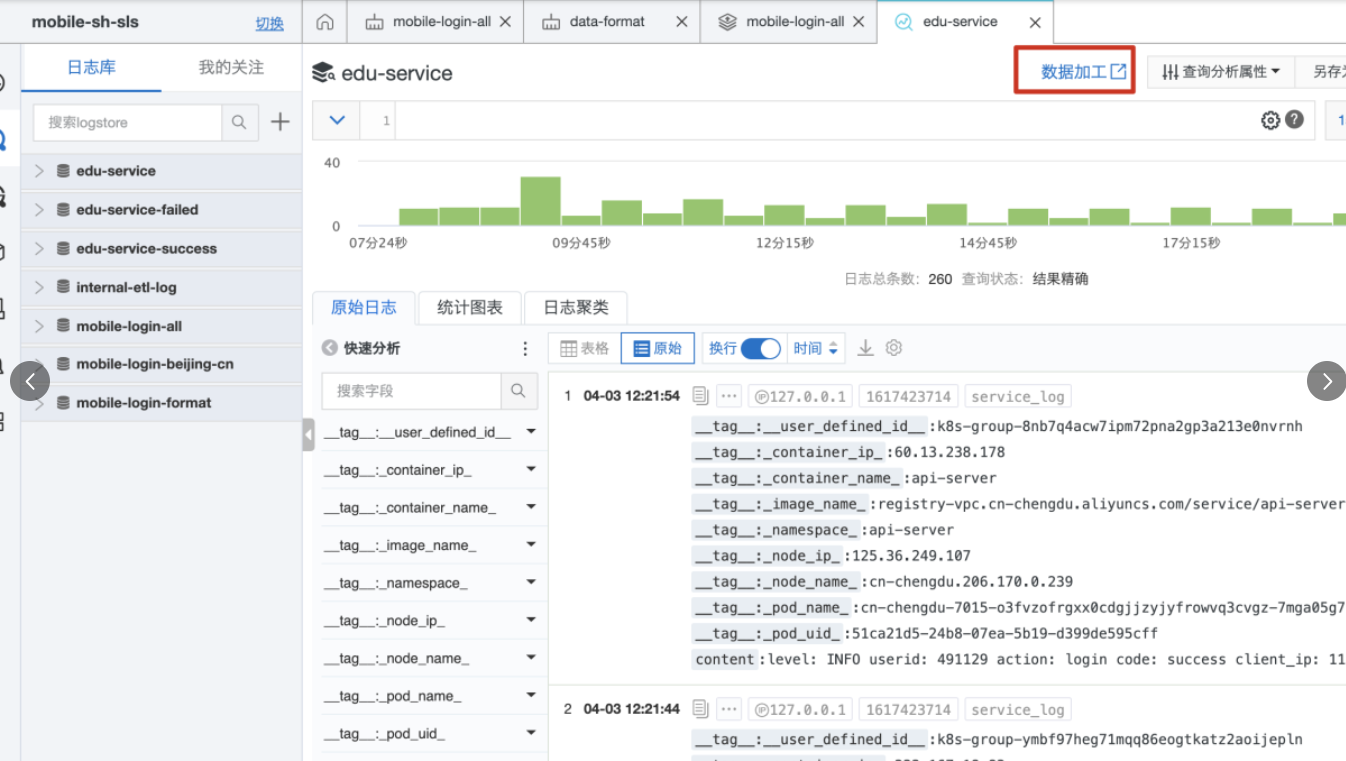 mobile-sh-sls 切换 mobile-login-all data-format mobile-login-all edu-service
日志库 我的关注
edu-service 数据加工 查询分析属性 另存
搜索logstore
1
edu-service
edu-service-failed
edu-service-success
internal-etl-log
mobile-login-all
mobile-login-beijing-cn
mobile-login-format
40
0
07分24秒 09分45秒 12分15秒 14分45秒 17分15秒
日志总条数: 260 查询状态: 结果精确
原始日志 统计图表 日志聚类
快速分析 表格 原始 换行 时间
搜索字段
__tag__:__user_defined_id__
__tag__:_container_ip_
__tag__:_container_name_
__tag__:_image_name_
__tag__:_namespace_
__tag__:_node_ip_
__tag__:_node_name_
__tag__:_pod_name_
__tag__:_pod_uid_
1 04-03 12:21:54 ··· IP 127.0.0.1 1617423714 service_log
__tag__:__user_defined_id__:k8s-group-8nb7q4acw7ipm72pna2gp3a213e0nvrnh
__tag__:_container_ip_:60.13.238.178
__tag__:_container_name_:api-server
__tag__:_image_name_:registry-vpc.cn-chengdu.aliyuncs.com/service/api-server
__tag__:_namespace_:api-server
__tag__:_node_ip_:125.36.249.107
__tag__:_node_name_:cn-chengdu.206.170.0.239
__tag__:_pod_name_:cn-chengdu-7015-o3fvzofrgxx0cdgjjzyjyfrowvq3cvgz-7mga05g7
__tag__:_pod_uid_:51ca21d5-24b8-07ea-5b19-d399de595cff
content:level: INFO userid: 491129 action: login code: success client_ip: 11
2 04-03 12:21:44 ··· IP 127.0.0.1 1617423714 service_log
__tag__:__user_defined_id__:k8s-group-ymbf97heg71mqq86eogtkatz2aoijepln